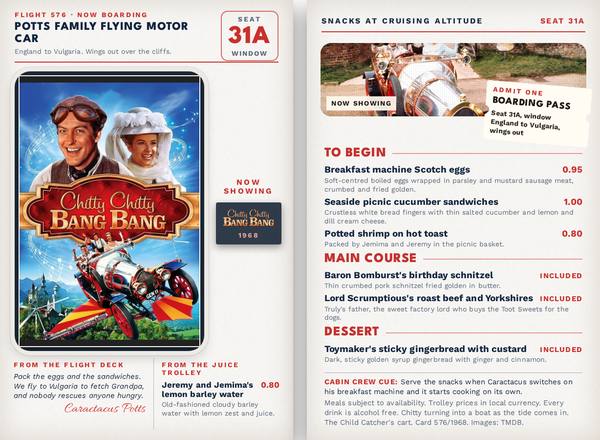 FLIGHT 576 · NOW BOARDING
POTTS FAMILY FLYING MOTOR
CAR
England to Vulgaria. Wings out over the cliffs.
SEAT
31A
WINDOW
Chitty Chitty
BANG BANG
GEN 11
NOW
SHOWING
Chitty Chitty
BANG BANG
1968
FROM THE FLIGHT DECK
Pack the eggs and the sandwiches.
We fly to Vulgaria to fetch Grandpa,
and nobody rescues anyone hungry.
Caractacus Potts
FROM THE JUICE
TROLLEY
Jeremy and Jemima's 0.80
lemon barley water
Old-fashioned cloudy barley
water with lemon zest and juice.
SNACKS AT CRUISING ALTITUDE SEAT 31A
NOW SHOWING
ADMIT ONE
BOARDING PASS
Seat 31A, window
England to Vulgaria,
wings out
TO BEGIN
Breakfast machine Scotch eggs 0.95
Soft-centred boiled eggs wrapped in parsley and mustard sausage meat,
crumbed and fried golden.
Seaside picnic cucumber sandwiches 1.00
Crustless white bread fingers with thin salted cucumber and lemon and
dill cream cheese.
Potted shrimp on hot toast 0.80
Packed by Jemima and Jeremy in the picnic basket.
MAIN COURSE
Baron Bomburst's birthday schnitzel INCLUDED
Thin crumbed pork schnitzel fried golden in butter.
Lord Scrumptious's roast beef and Yorkshires INCLUDED
Truly's father, the sweet factory lord who buys the Toot Sweets for the
dogs.
DESSERT
Toymaker's sticky gingerbread with custard INCLUDED
Dark, sticky golden syrup gingerbread with ginger and cinnamon.
CABIN CREW CUE: Serve the snacks when Caractacus switches on
his breakfast machine and it starts cooking on its own.
Meals subject to availability. Trolley prices in local currency. Every
drink is alcohol free. Chitty turning into a boat as the tide comes in.
The Child Catcher's cart. Card 576/1968. Images: TMDB.